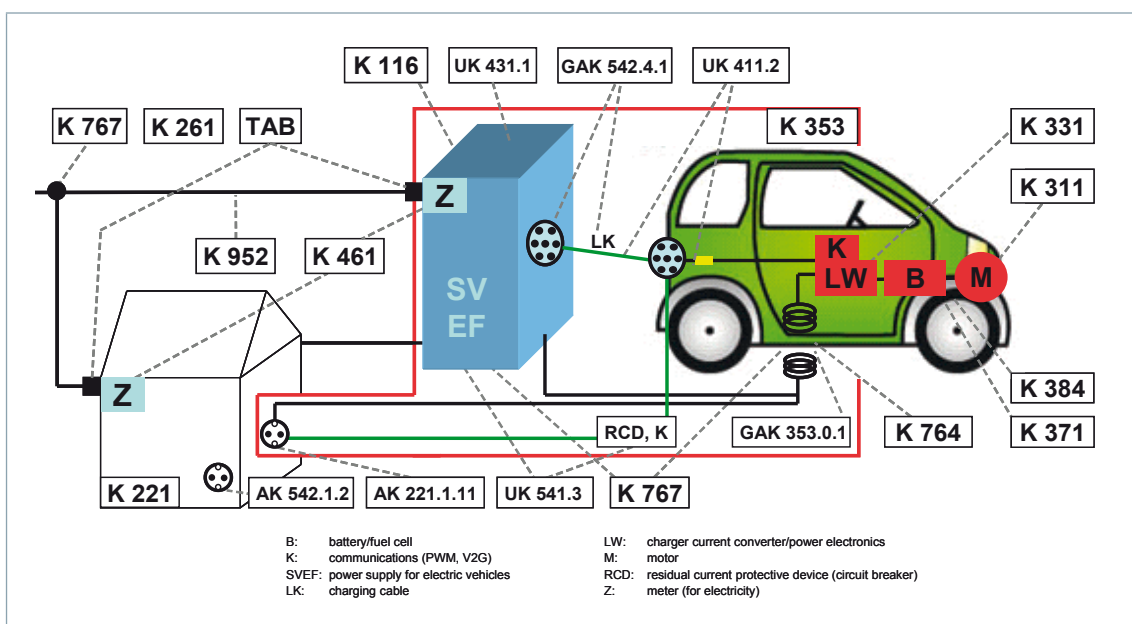 K 116
UK 431.1
GAK 542.4.1
UK 411.2
K 767
K 261
TAB
K 353
K 331
K 311
Z
LK
K
LW
B
M
K 952
K 461
SV
EF
Z
K 384
RCD, K
GAK 353.0.1
K 764
K 371
K 221
AK 542.1.2
AK 221.1.11
UK 541.3
K 767
B: battery/fuel cell
K: communications (PWM, V2G)
SVEF: power supply for electric vehicles
LK: charging cable
LW: charger current converter/power electronics
M: motor
RCD: residual current protective device (circuit breaker)
Z: meter (for electricity)